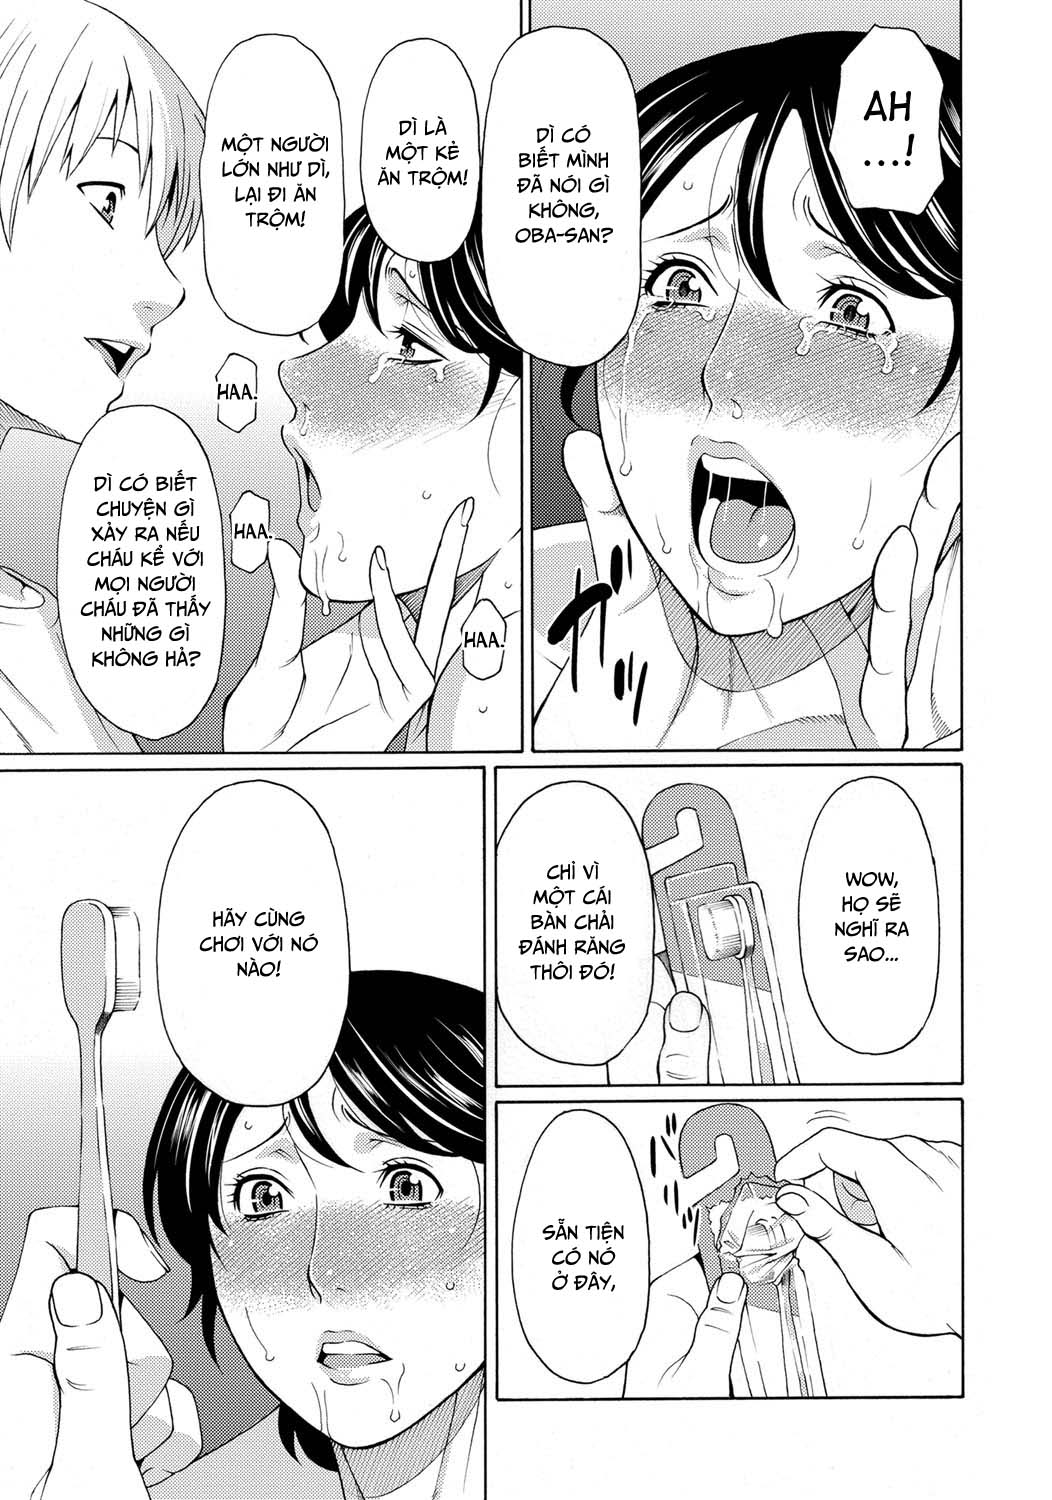 AH
...!
DÌ CÓ
BIẾT MÌNH
ĐÃ NÓI GÌ
KHÔNG,
OBA-SAN?
DÌ LÀ
MỘT KẺ
ĂN TRỘM!
MỘT NGƯỜI
LỚN NHƯ DÌ,
LẠI ĐI ĂN
TRỘM!
HAA.
HAA.
HAA.
DÌ CÓ BIẾT
CHUYỆN GÌ
XẢY RA NẾU
CHÁU KỂ VỚI
MỌI NGƯỜI
CHÁU ĐÃ THẤY
NHỮNG GÌ
KHÔNG HẢ?
WOW,
HỌ SẼ
NGHĨ RA
SAO...
CHỈ VÌ
MỘT CÁI
BÀN CHẢI
ĐÁNH RĂNG
THÔI ĐÓ!
SẴN TIỆN
CÓ NÓ
Ở ĐÂY,
HÃY CÙNG
CHƠI VỚI NÓ
NÀO!